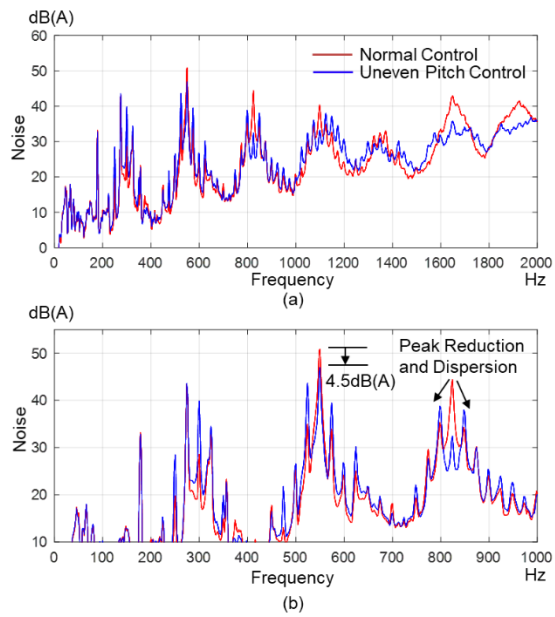 dB(A)
60
50
40
30
20
10
0
Noise
Normal Control
Uneven Pitch Control
0 200 400 600 800 1000 1200 1400 1600 1800 2000
Frequency Hz
(a)
dB(A)
50
40
30
20
10
Noise
4.5dB(A)
Peak Reduction
and Dispersion
0 100 200 300 400 500 600 700 800 900 1000
Frequency Hz
(b)